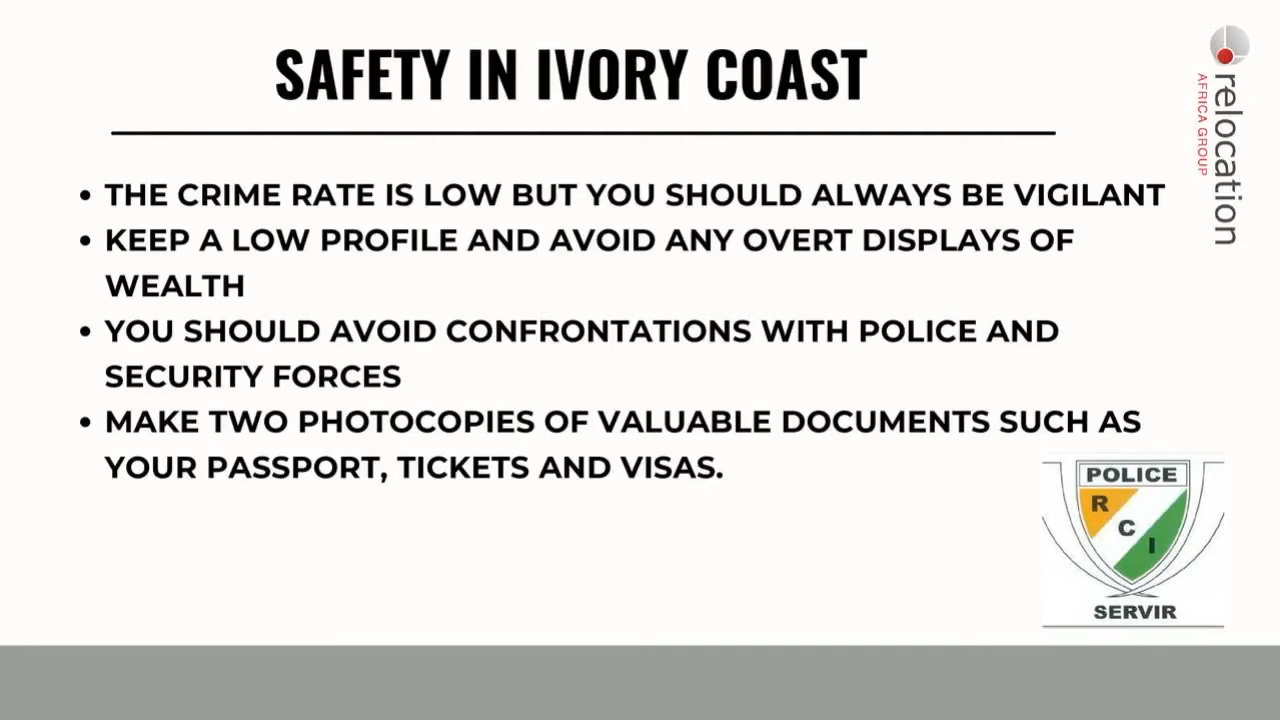 SAFETY IN IVORY COAST
relocation
AFRICA GROUP
• THE CRIME RATE IS LOW BUT YOU SHOULD ALWAYS BE VIGILANT
• KEEP A LOW PROFILE AND AVOID ANY OVERT DISPLAYS OF
WEALTH
• YOU SHOULD AVOID CONFRONTATIONS WITH POLICE AND
SECURITY FORCES
• MAKE TWO PHOTOCOPIES OF VALUABLE DOCUMENTS SUCH AS
YOUR PASSPORT, TICKETS AND VISAS.
POLICE
R
C
I
SERVIR